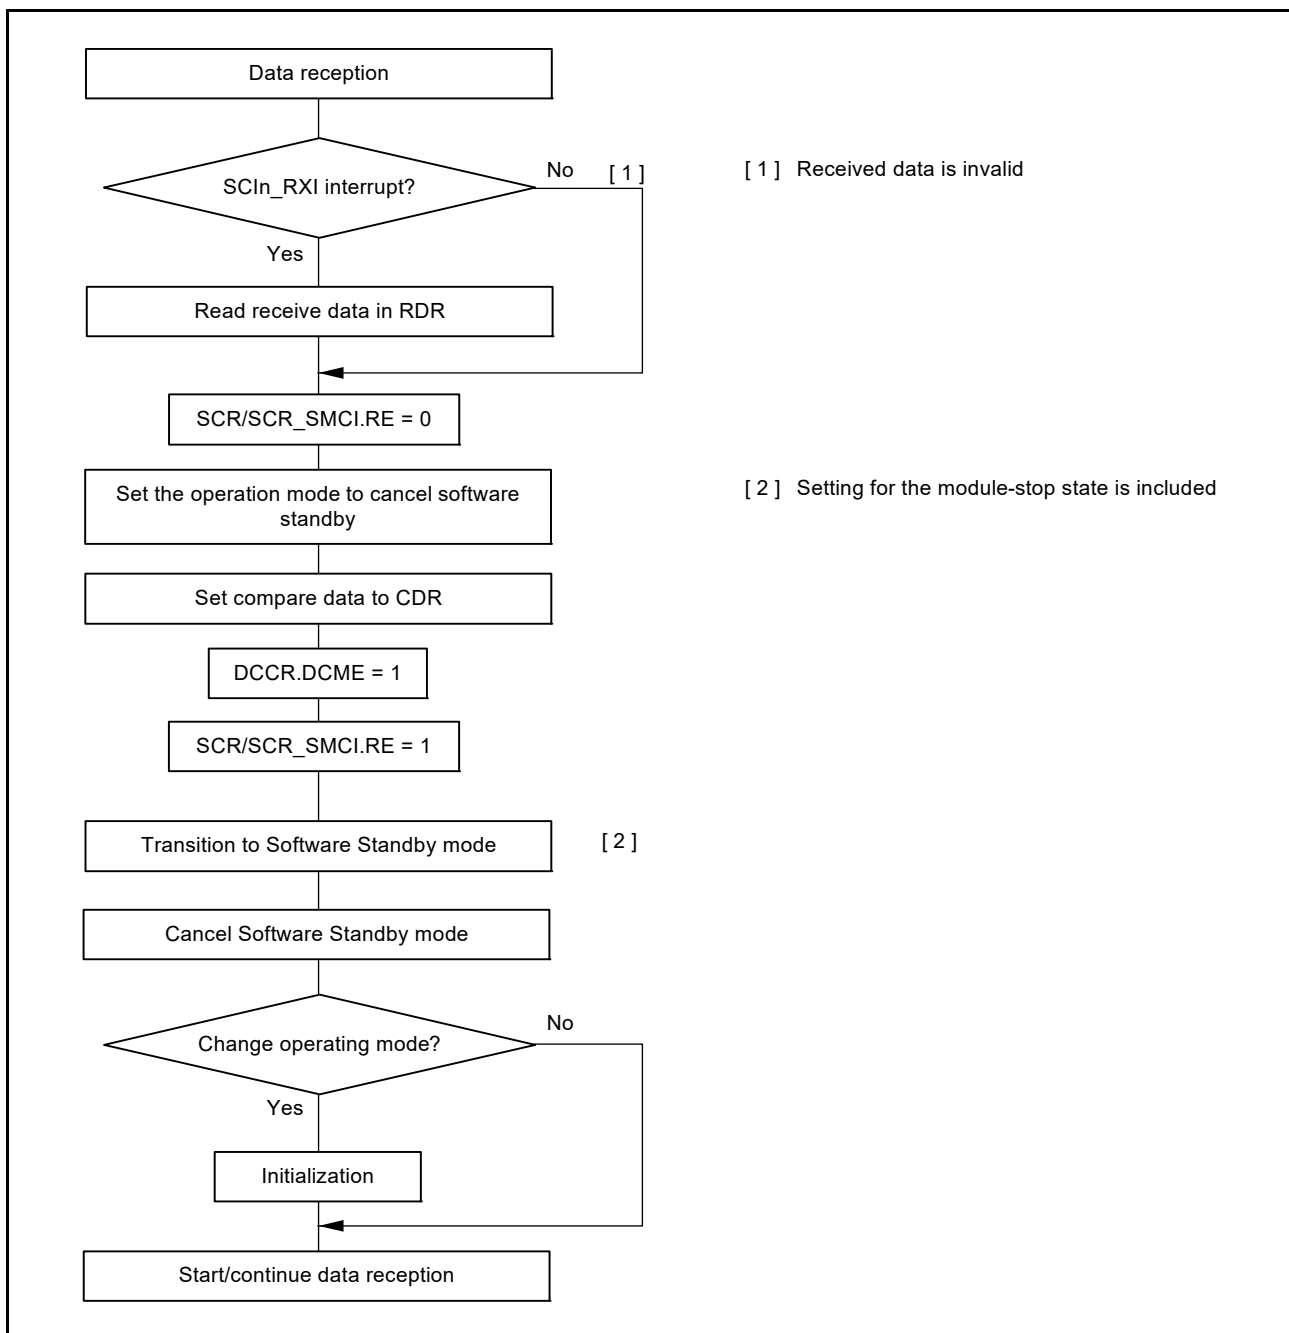 Data reception
SCIn_RXI interrupt?
No
[ 1 ]
[ 1 ] Received data is invalid
Yes
Read receive data in RDR
SCR/SCR_SMCI.RE = 0
Set the operation mode to cancel software
standby
[ 2 ] Setting for the module-stop state is included
Set compare data to CDR
DCCR.DCME = 1
SCR/SCR_SMCI.RE = 1
Transition to Software Standby mode
[ 2 ]
Cancel Software Standby mode
Change operating mode?
No
Yes
Initialization
Start/continue data reception